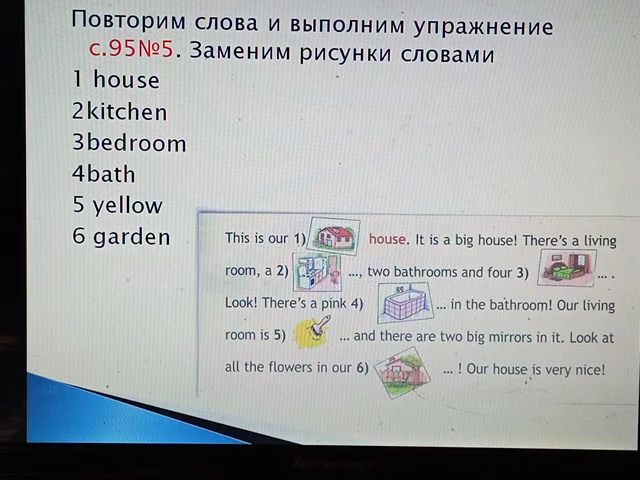 Повторим слова и выполним упражнение
с.95№5. Заменим рисунки словами
1 house
2kitchen
3bedroom
4bath
5 yellow
6 garden
This is our 1) house. It is a big house! There's a living
room, a 2) ..., two bathrooms and four 3) ... .
Look! There's a pink 4) ... in the bathroom! Our living
room is 5) ... and there are two big mirrors in it. Look at
all the flowers in our 6) ... ! Our house is very nice!
lenovo